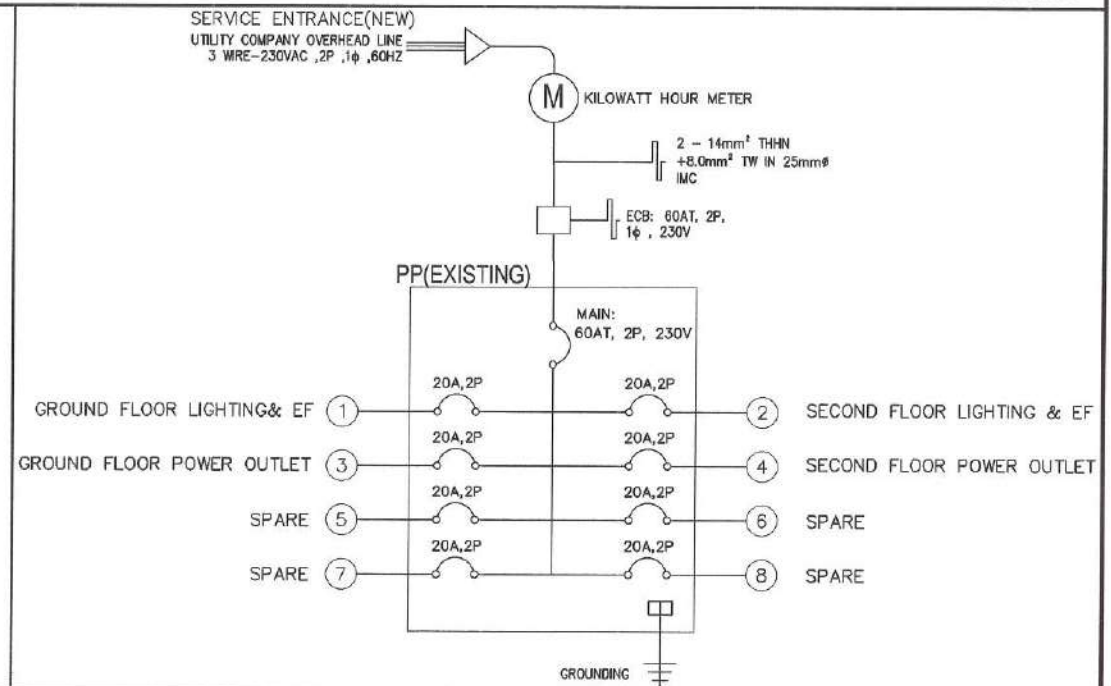 SERVICE ENTRANCE(NEW)
UTILITY COMPANY OVERHEAD LINE
3 WIRE-230VAC ,2P ,1ϕ ,60HZ
M
KILOWATT HOUR METER
2 - 14mm² THHN
+8.0mm² TW IN 25mmø
IMC
ECB: 60AT, 2P,
1ϕ , 230V
PP(EXISTING)
MAIN:
60AT, 2P, 230V
20A,2P
20A,2P
GROUND FLOOR LIGHTING& EF
1
2
SECOND FLOOR LIGHTING & EF
20A,2P
20A,2P
GROUND FLOOR POWER OUTLET
3
4
SECOND FLOOR POWER OUTLET
20A,2P
20A,2P
SPARE
5
6
SPARE
20A,2P
20A,2P
SPARE
7
8
SPARE
GROUNDING